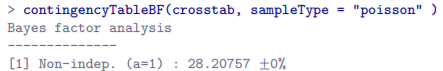 > contingencyTableBF(crosstab, sampleType = "poisson" )
Bayes factor analysis
--------------
[1] Non-indep. (a=1) : 28.20757 ±0%